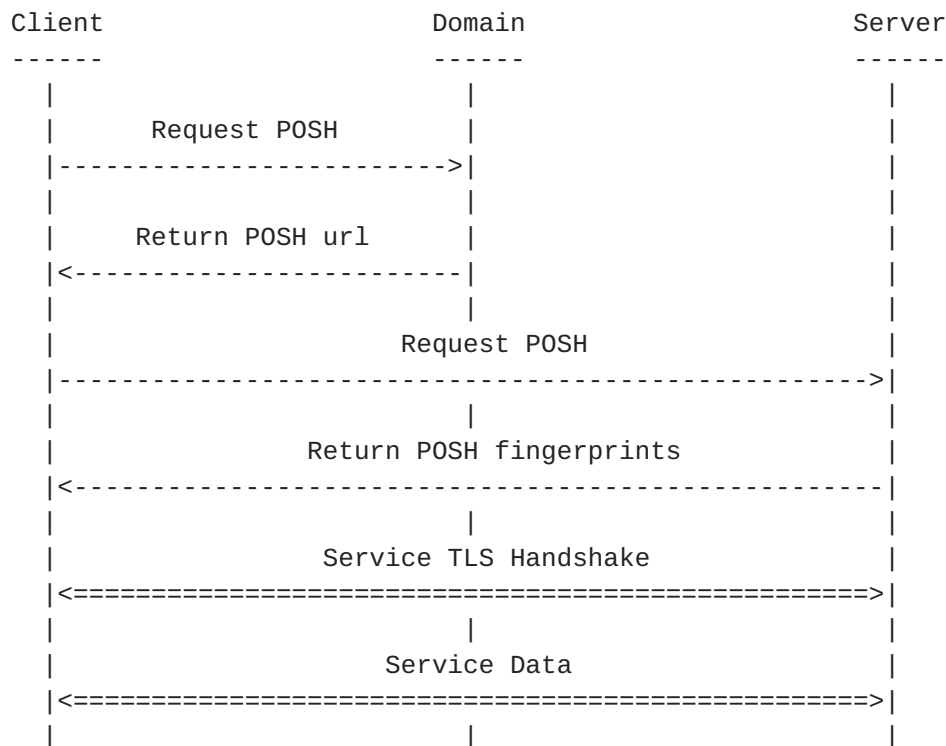 Client Domain Server
------ ------ ------
| | |
| Request POSH | |
|------------------------->| |
| | |
| Return POSH url | |
|<-------------------------| |
| | |
| Request POSH |
|---------------------------------------------------->|
| | |
| Return POSH fingerprints |
|<----------------------------------------------------|
| | |
| Service TLS Handshake |
|<===================================================>|
| | |
| Service Data |
|<===================================================>|
| | |